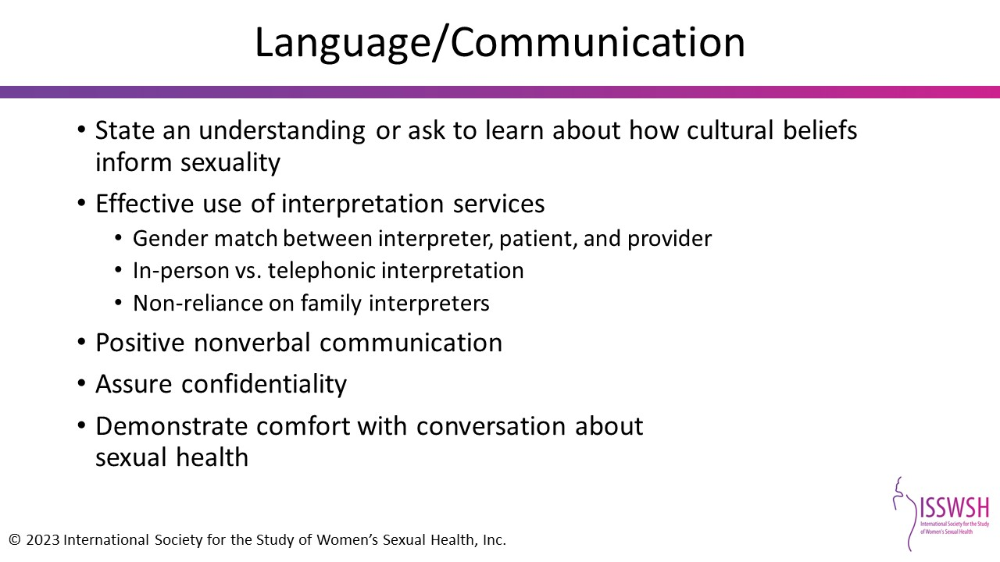 Language/Communication
• State an understanding or ask to learn about how cultural beliefs
inform sexuality
• Effective use of interpretation services
• Gender match between interpreter, patient, and provider
• In-person vs. telephonic interpretation
• Non-reliance on family interpreters
• Positive nonverbal communication
• Assure confidentiality
• Demonstrate comfort with conversation about
sexual health
ISSWSH
International Society for the Study
of Women's Sexual Health
© 2023 International Society for the Study of Women’s Sexual Health, Inc.